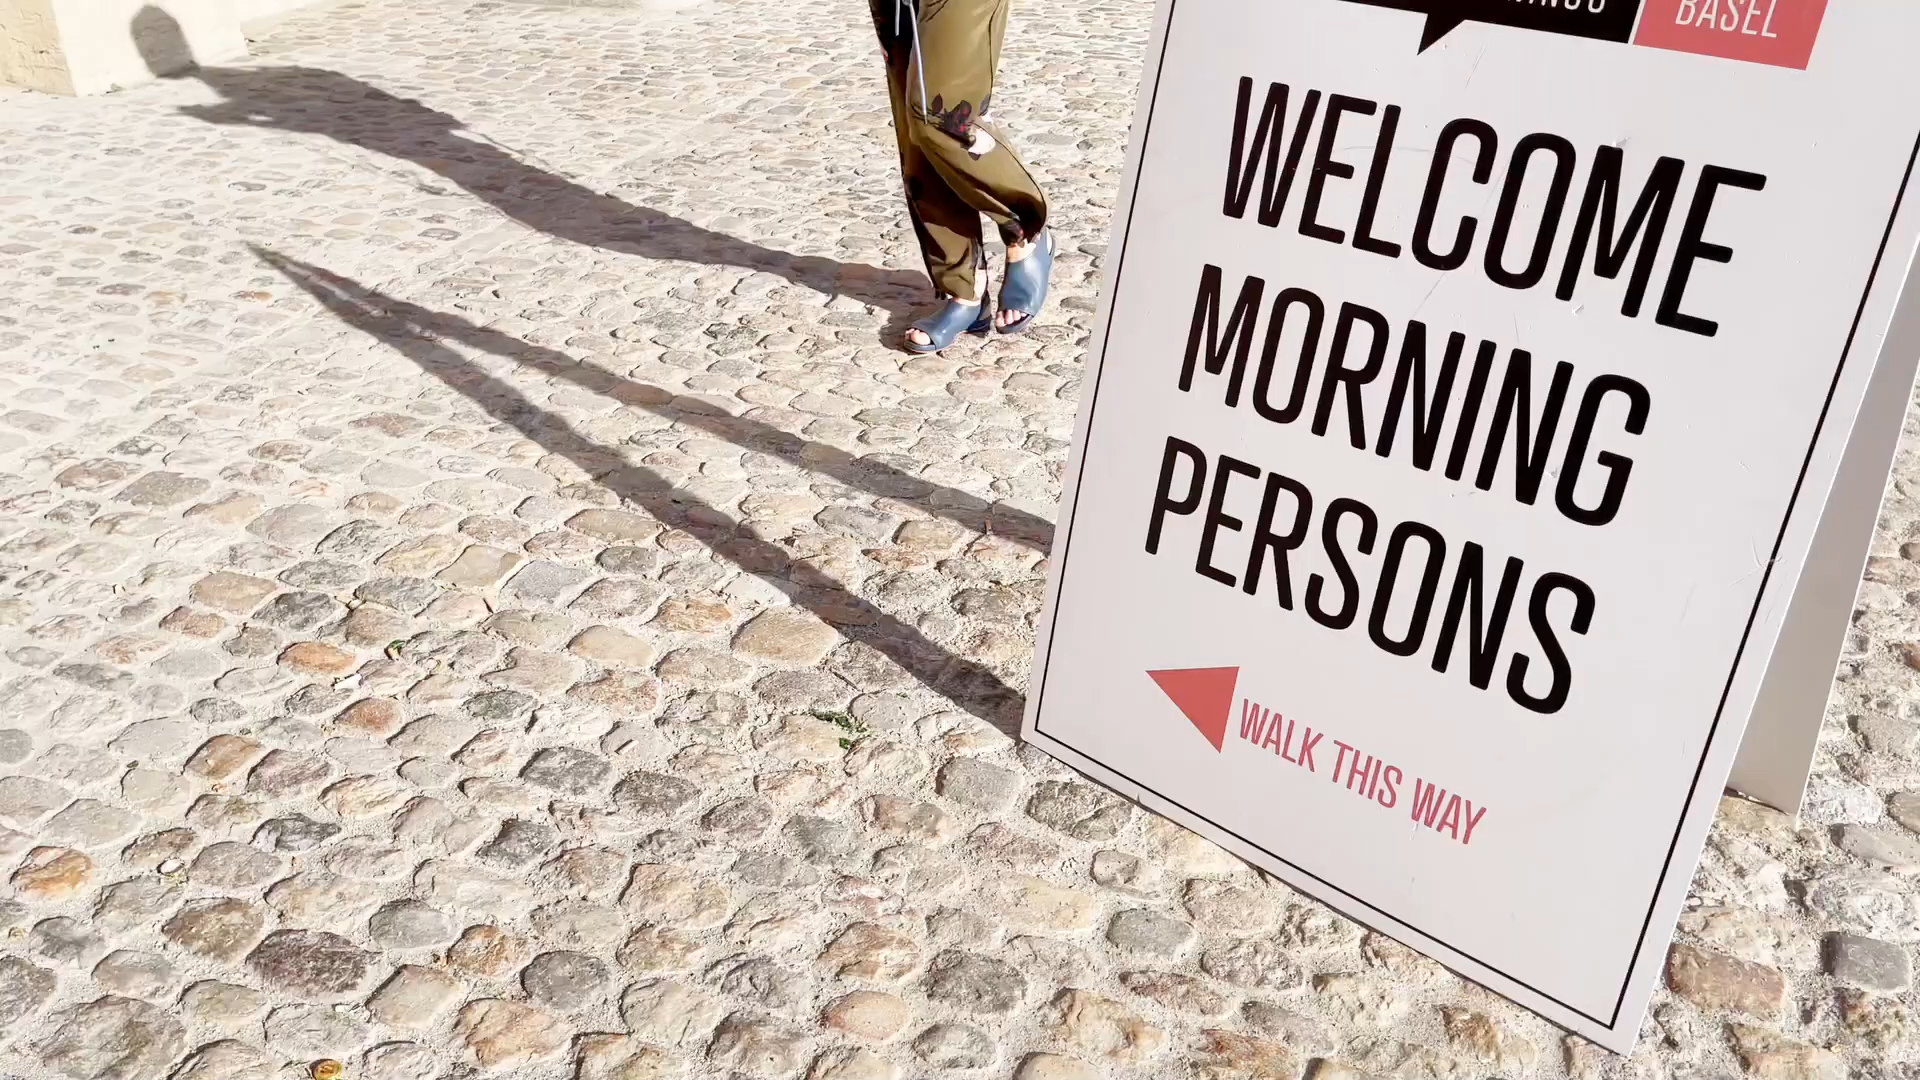 BASEL
WELCOME
MORNING
PERSONS
WALK THIS WAY